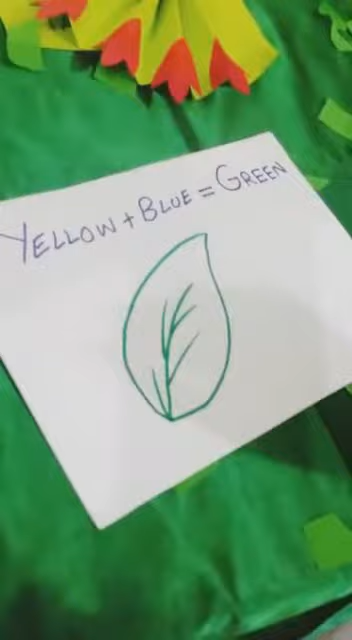 YELLOW + BLUE = GREEN